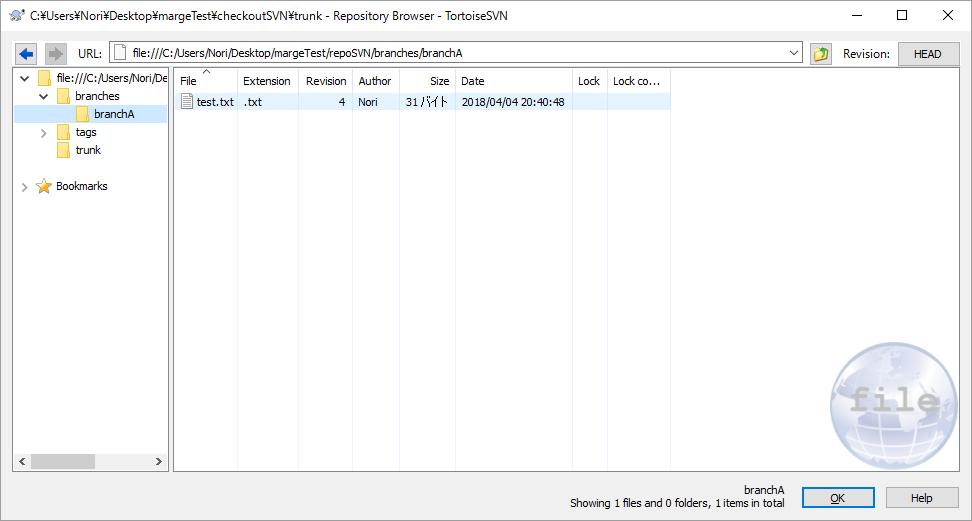 C:¥Users¥Nori¥Desktop¥margeTest¥checkoutSVN¥trunk - Repository Browser - TortoiseSVN
URL: file:///C:/Users/Nori/Desktop/margeTest/repoSVN/branches/branchA Revision: HEAD
file:///C:/Users/Nori/De
branches
branchA
tags
trunk
Bookmarks
File Extension Revision Author Size Date Lock Lock co...
test.txt .txt 4 Nori 31 バイト 2018/04/04 20:40:48
file
branchA
Showing 1 files and 0 folders, 1 items in total
OK Help